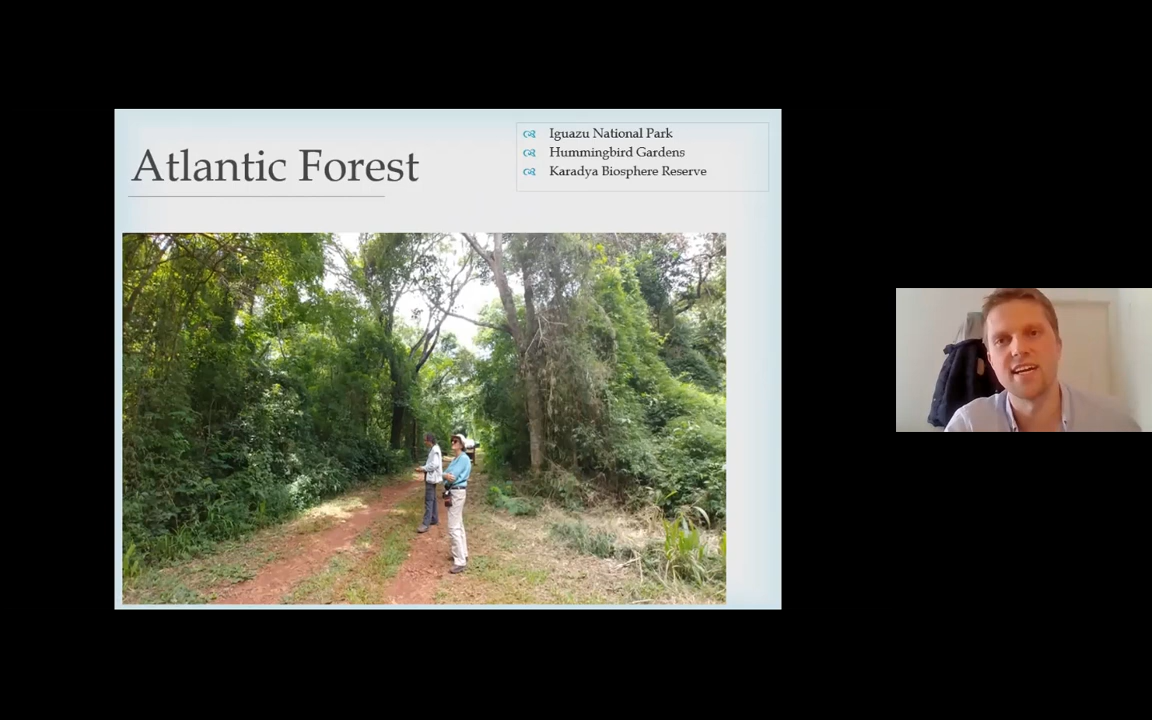 Atlantic Forest
Iguazu National Park
Hummingbird Gardens
Karadya Biosphere Reserve